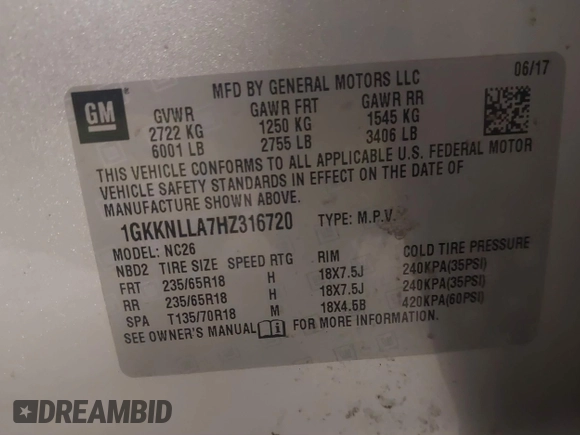 MFD BY GENERAL MOTORS LLC 06/17
GM
GVWR GAWR FRT GAWR RR
2722 KG 1250 KG 1545 KG
6001 LB 2755 LB 3406 LB
THIS VEHICLE CONFORMS TO ALL APPLICABLE U.S. FEDERAL MOTOR
VEHICLE SAFETY STANDARDS IN EFFECT ON THE DATE OF
MANUFACTURE SHOWN ABOVE.
1GKKNLLA7HZ316720 TYPE: M.P.V.
MODEL: NC26
NBD2 TIRE SIZE SPEED RTG RIM COLD TIRE PRESSURE
FRT 235/65R18 H 18X7.5J 240KPA(35PSI)
RR 235/65R18 H 18X7.5J 240KPA(35PSI)
SPA T135/70R18 M 18X4.5B 420KPA(60PSI)
SEE OWNER'S MANUAL FOR MORE INFORMATION.
DREAMBID